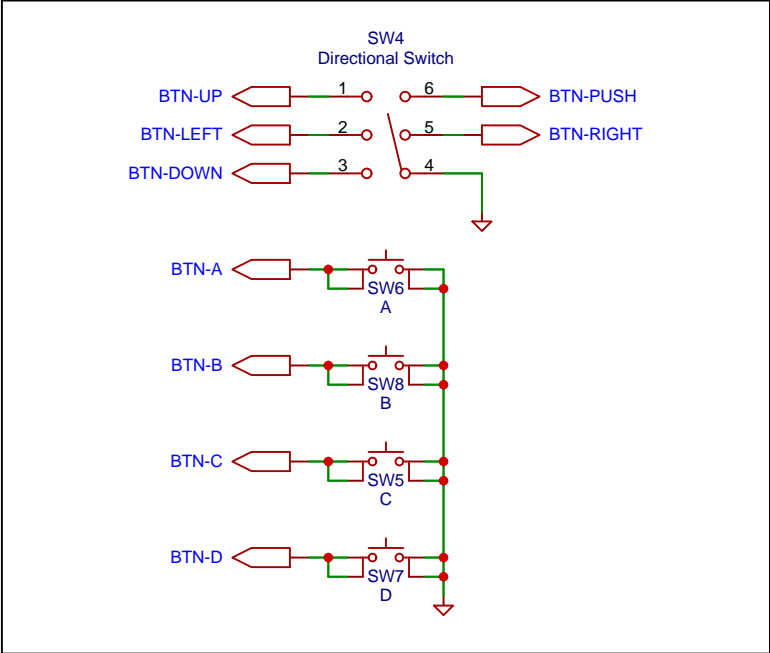 SW4
Directional Switch
BTN-UP 1 6 BTN-PUSH
BTN-LEFT 2 5 BTN-RIGHT
BTN-DOWN 3 4
BTN-A
SW6
A
BTN-B
SW8
B
BTN-C
SW5
C
BTN-D
SW7
D